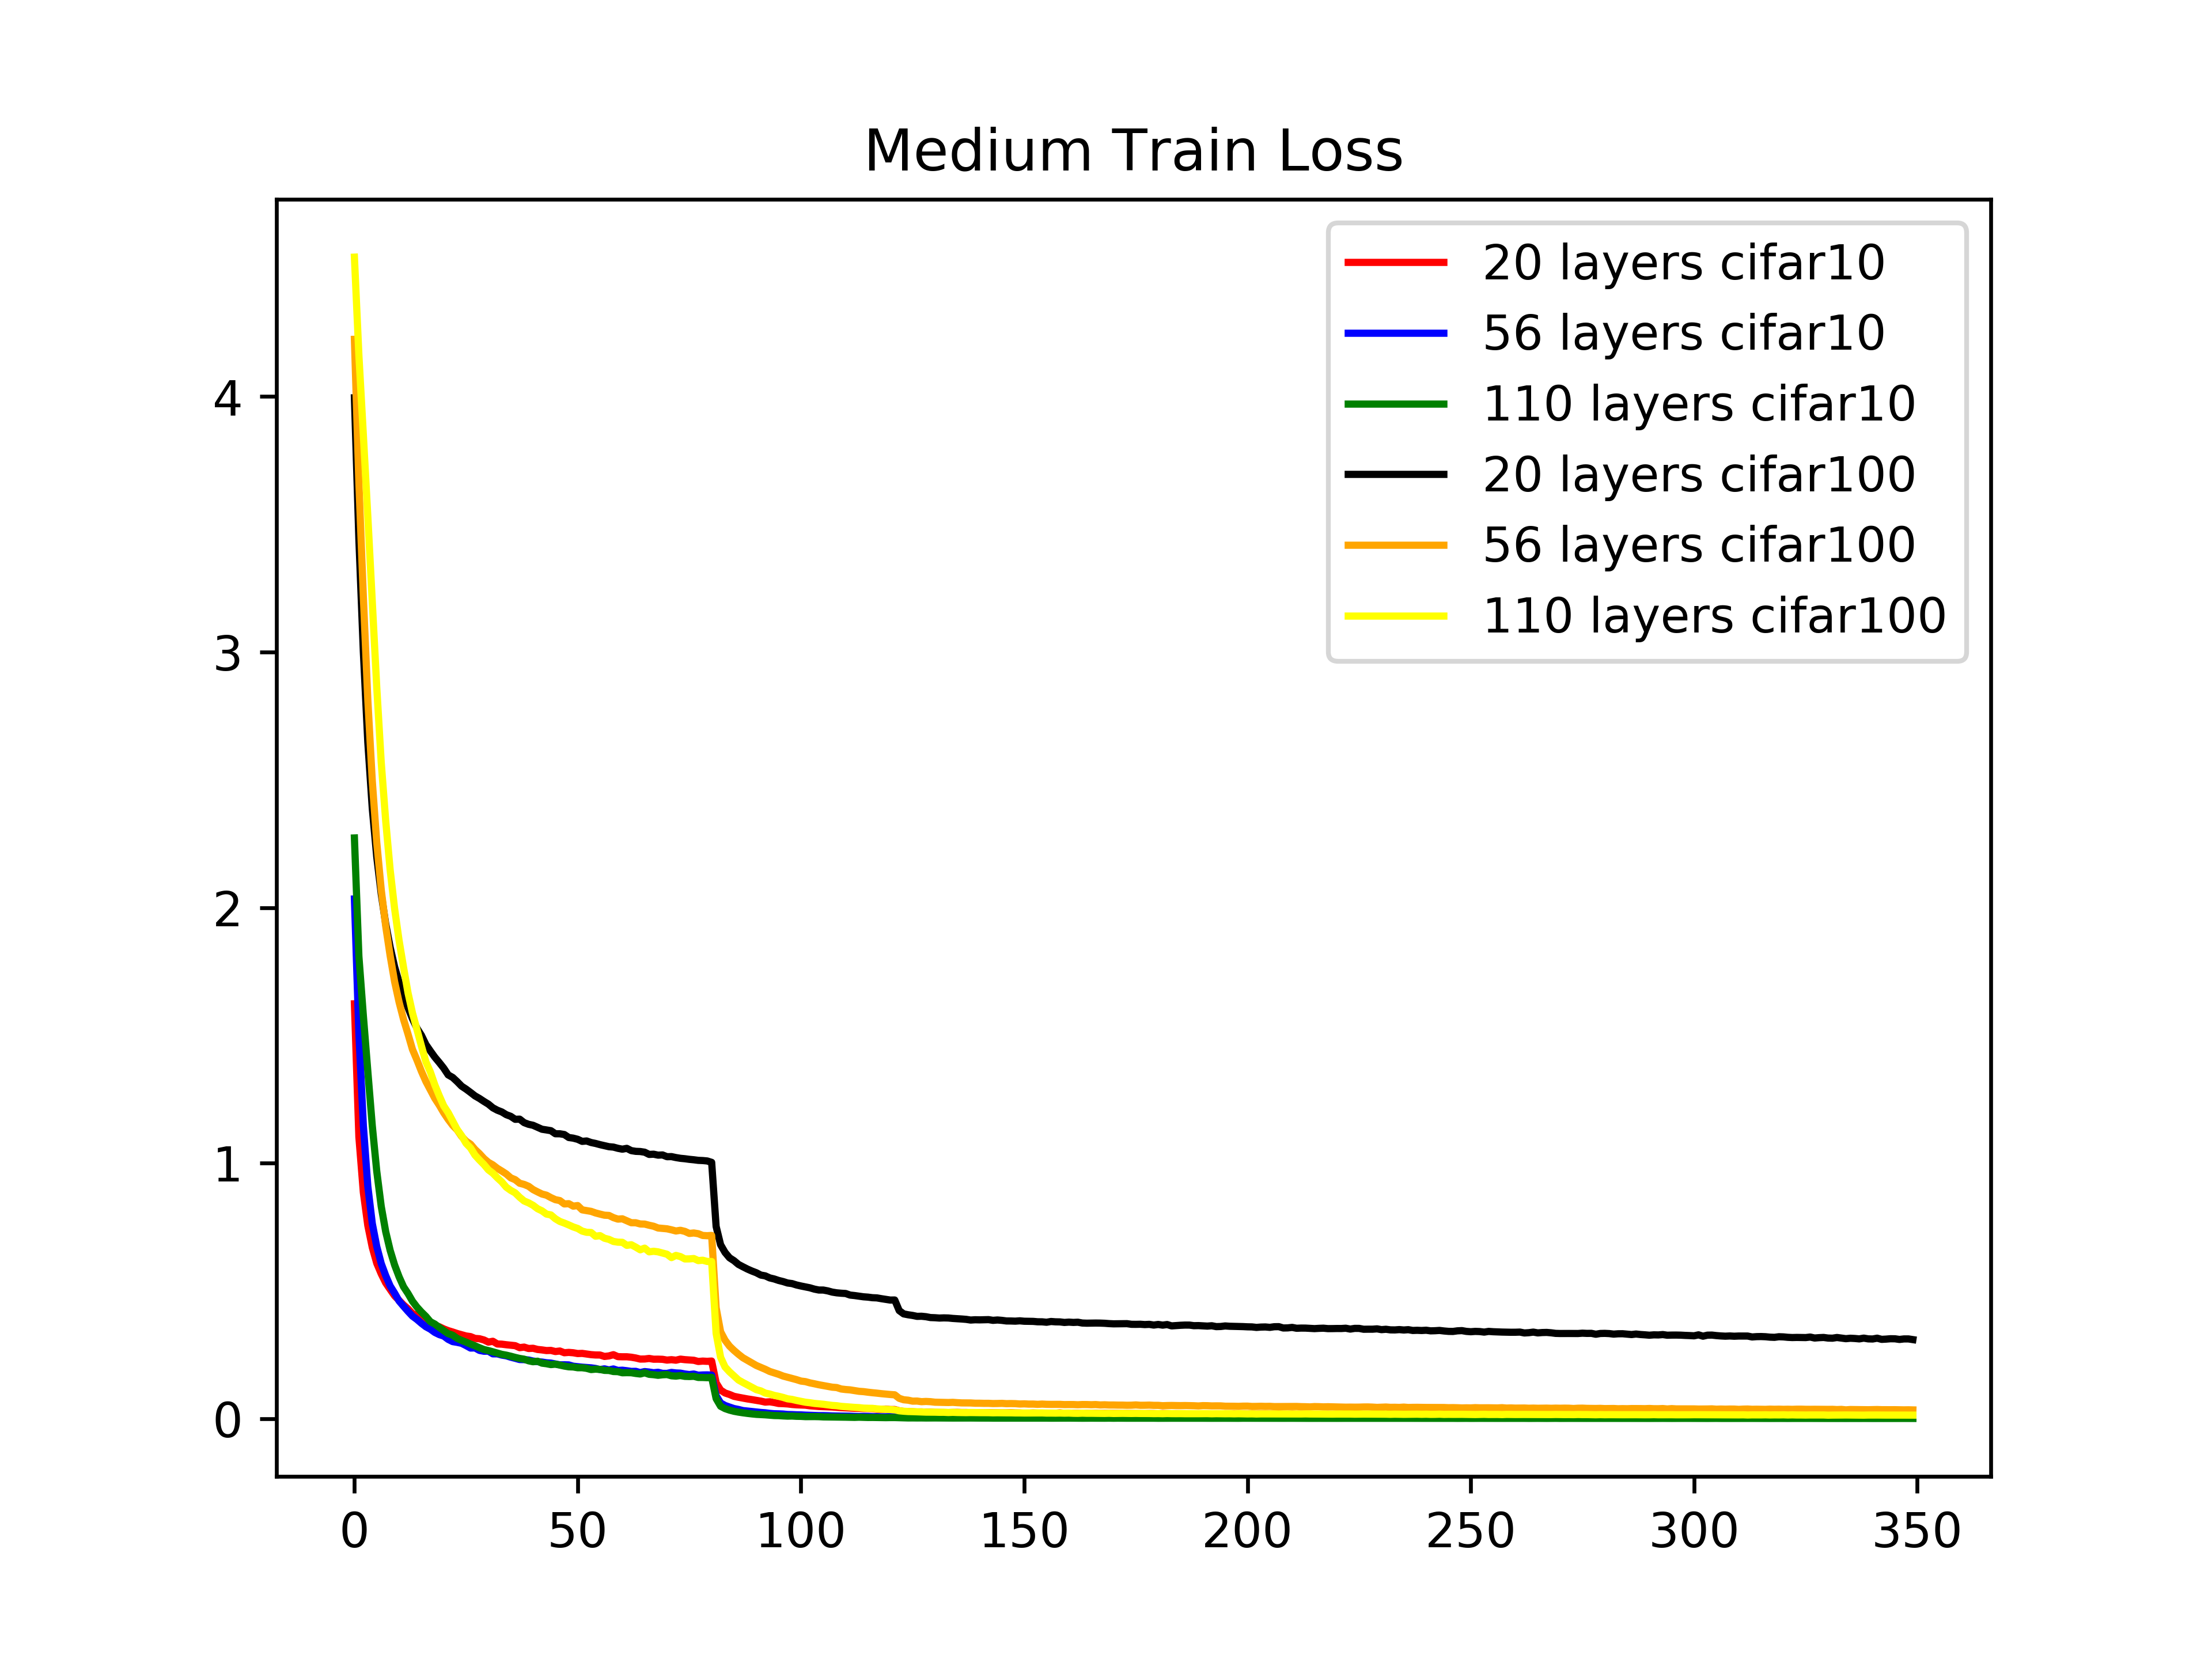 Medium Train Loss
20 layers cifar10
56 layers cifar10
110 layers cifar10
20 layers cifar100
56 layers cifar100
110 layers cifar100
4
3
2
1
0
0 50 100 150 200 250 300 350